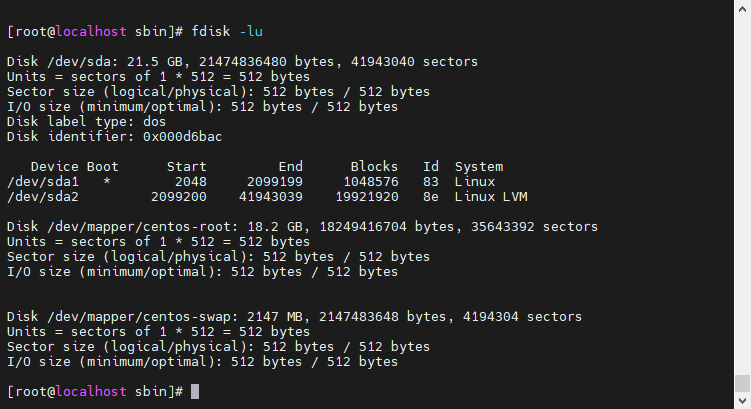 [root@localhost sbin]# fdisk -lu
Disk /dev/sda: 21.5 GB, 21474836480 bytes, 41943040 sectors
Units = sectors of 1 * 512 = 512 bytes
Sector size (logical/physical): 512 bytes / 512 bytes
I/O size (minimum/optimal): 512 bytes / 512 bytes
Disk label type: dos
Disk identifier: 0x000d6bac
Device Boot Start End Blocks Id System
/dev/sda1 * 2048 2099199 1048576 83 Linux
/dev/sda2 2099200 41943039 19921920 8e Linux LVM
Disk /dev/mapper/centos-root: 18.2 GB, 18249416704 bytes, 35643392 sectors
Units = sectors of 1 * 512 = 512 bytes
Sector size (logical/physical): 512 bytes / 512 bytes
I/O size (minimum/optimal): 512 bytes / 512 bytes
Disk /dev/mapper/centos-swap: 2147 MB, 2147483648 bytes, 4194304 sectors
Units = sectors of 1 * 512 = 512 bytes
Sector size (logical/physical): 512 bytes / 512 bytes
I/O size (minimum/optimal): 512 bytes / 512 bytes
[root@localhost sbin]#